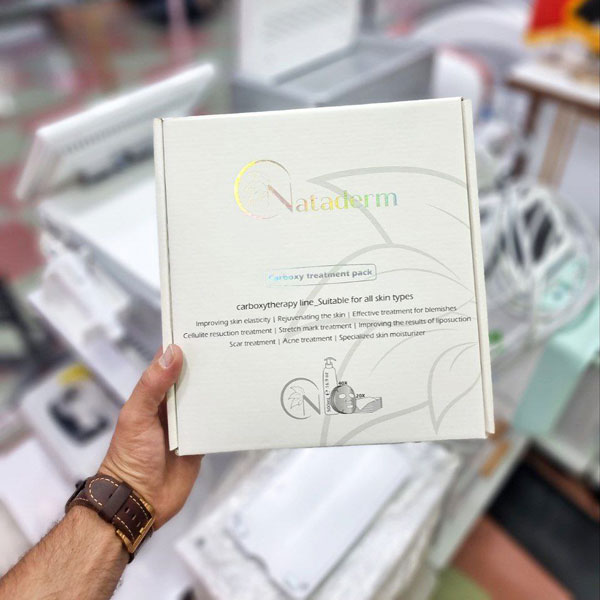 Nataderm
Carboxy treatment pack
carboxytherapy line_Suitable for all skin types
Improving skin elasticity | Rejuvenating the skin | Effective treatment for blemishes
Cellulite resuction treatment | Stretch mark treatment | Improving the results of liposuction
Scar treatment | Acne treatment | Specialized skin moisturizer
40X
20X